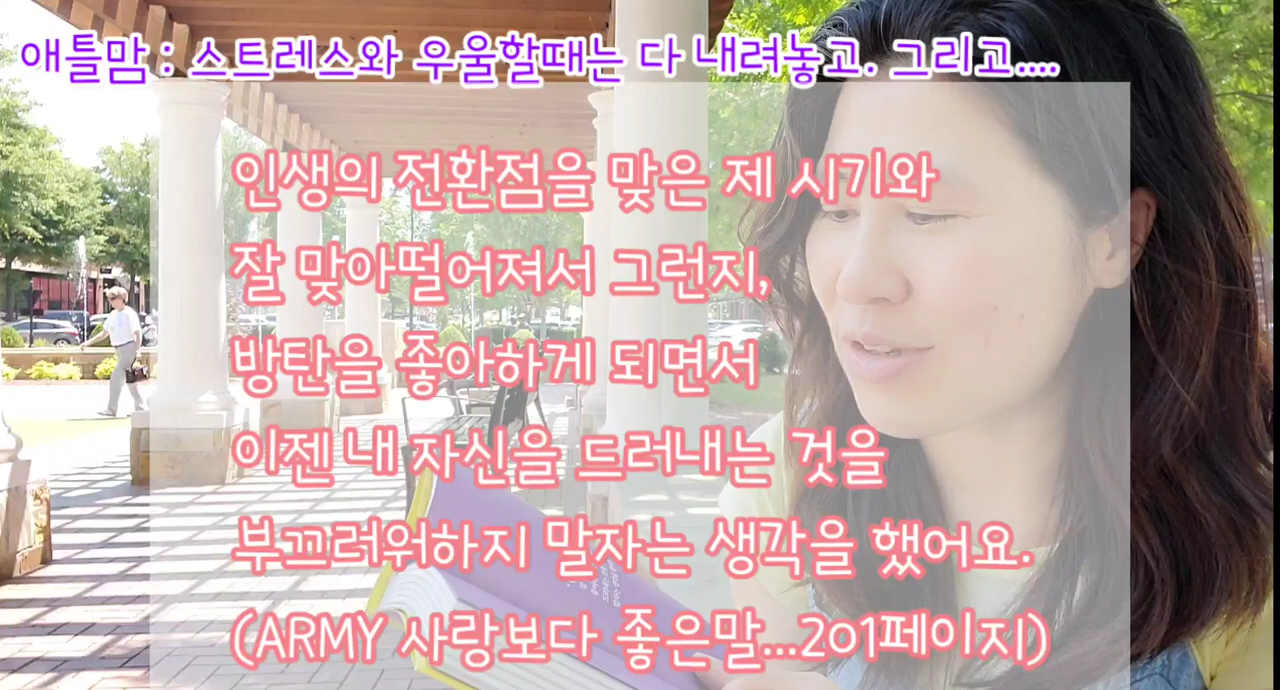 애틀맘 : 스트레스와 우울할때는 다 내려놓고. 그리고....
인생의 전환점을 맞은 제 시기와
잘 맞아떨어져서 그런지,
방탄을 좋아하게 되면서
이젠 내 자신을 드러내는 것을
부끄러워하지 말자는 생각을 했어요.
(ARMY 사랑보다 좋은말...201페이지)